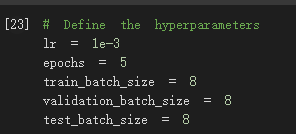 [23] # Define the hyperparameters
lr = 1e-3
epochs = 5
train_batch_size = 8
validation_batch_size = 8
test_batch_size = 8